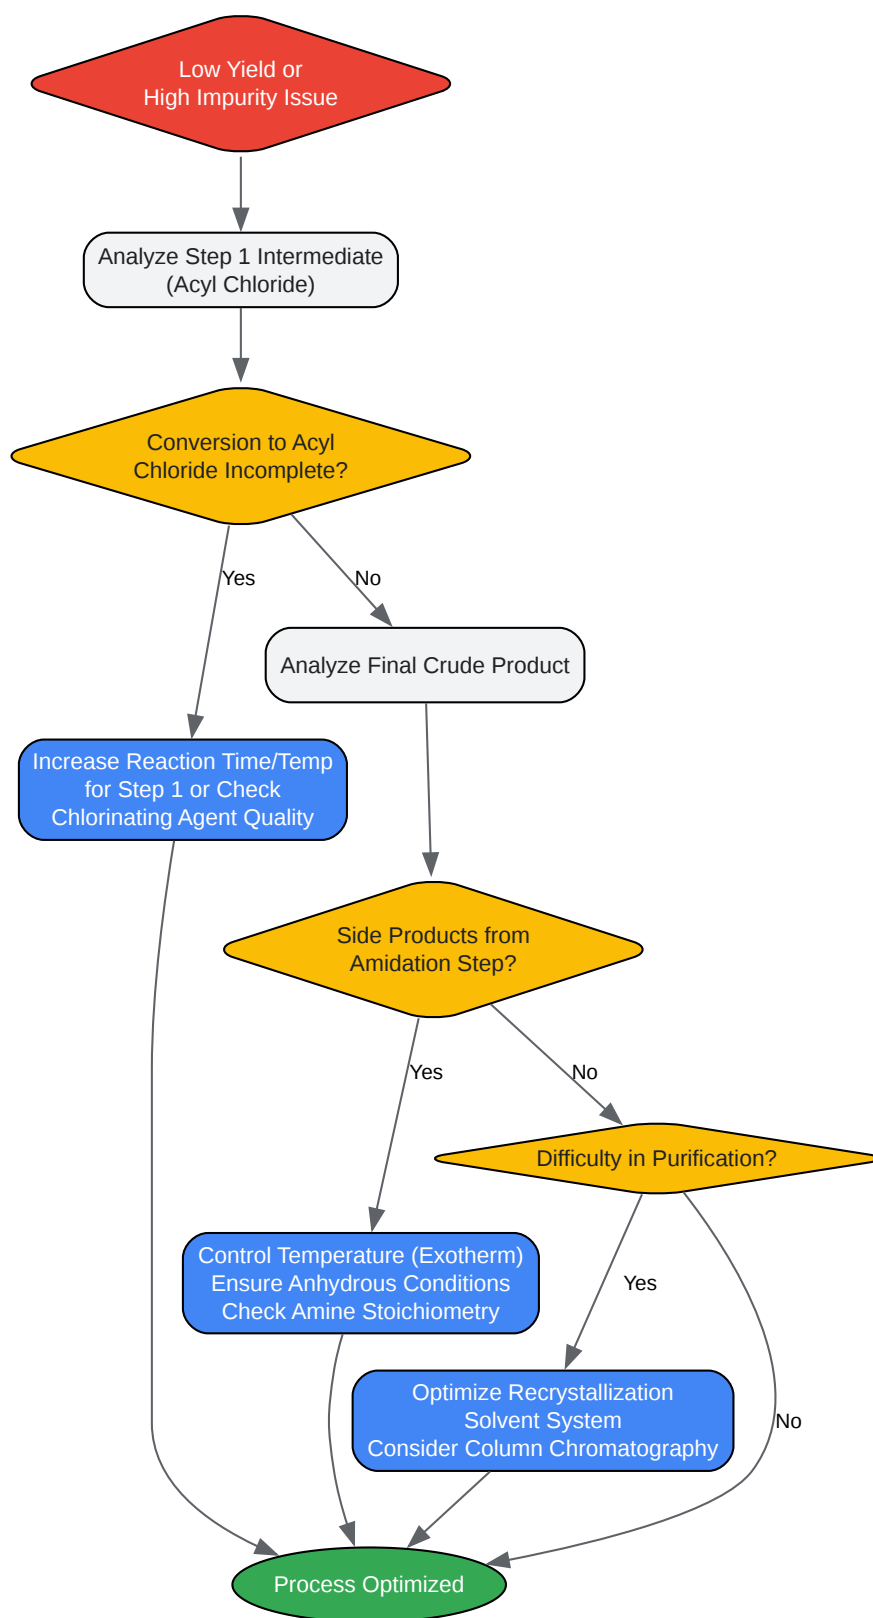 Low Yield or
High Impurity Issue
Analyze Step 1 Intermediate
(Acyl Chloride)
Conversion to Acyl
Chloride Incomplete?
Yes
No
Analyze Final Crude Product
Increase Reaction Time/Temp
for Step 1 or Check
Chlorinating Agent Quality
Side Products from
Amidation Step?
Yes
No
Difficulty in Purification?
Control Temperature (Exotherm)
Ensure Anhydrous Conditions
Check Amine Stoichiometry
Yes
Optimize Recrystallization
Solvent System
Consider Column Chromatography
No
Process Optimized